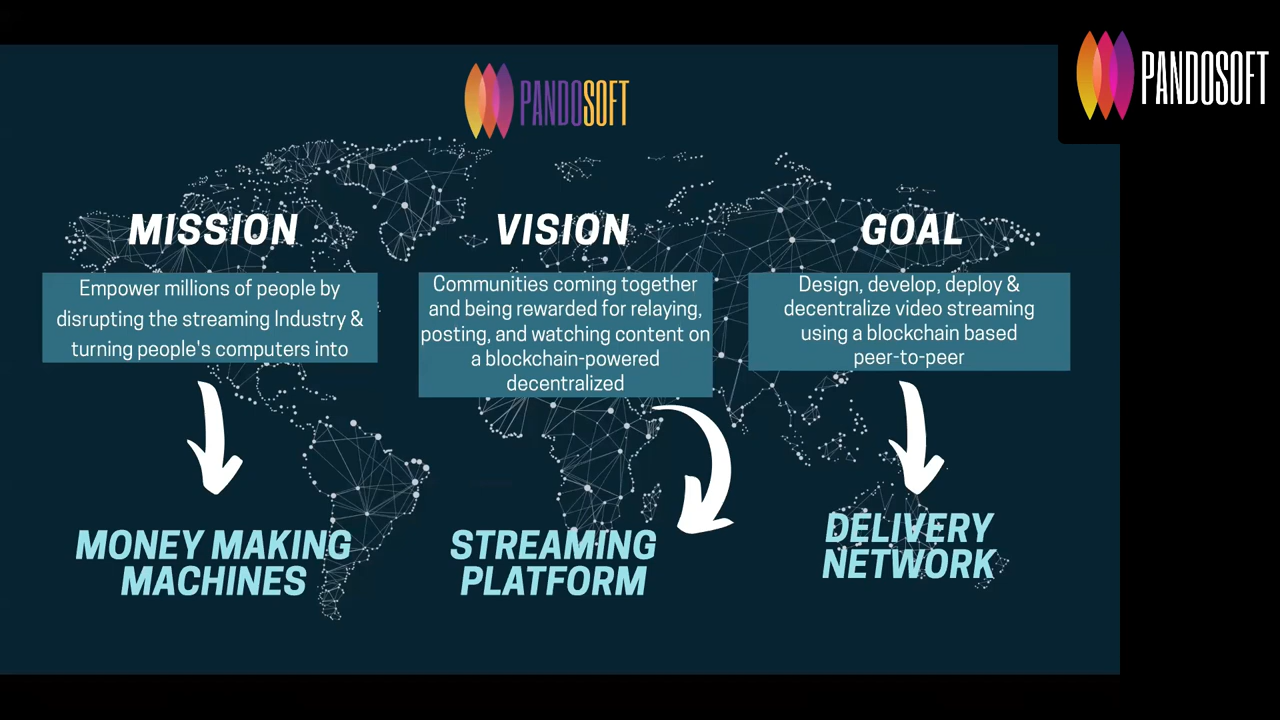 PANDOSOFT
PANDOSOFT
MISSION
Empower millions of people by
disrupting the streaming Industry &
turning people's computers into
MONEY MAKING
MACHINES
VISION
Communities coming together
and being rewarded for relaying,
posting, and watching content on
a blockchain-powered
decentralized
STREAMING
PLATFORM
GOAL
Design, develop, deploy &
decentralize video streaming
using a blockchain based
peer-to-peer
DELIVERY
NETWORK